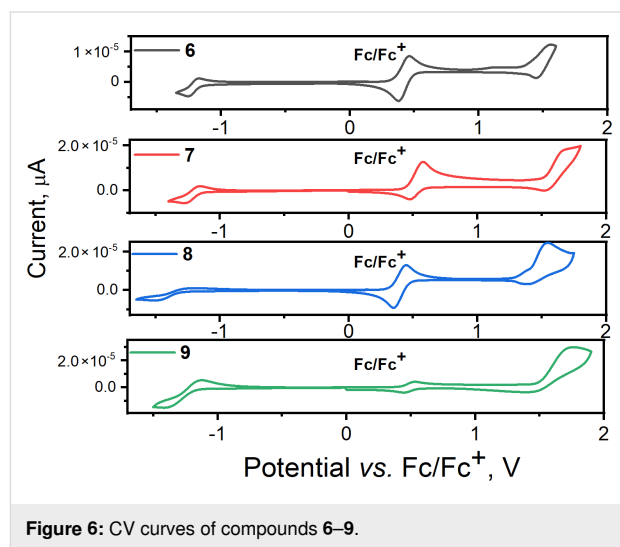 1 × 10⁻⁵
6
Fc/Fc⁺
0
-1 0 1 2
2.0 × 10⁻⁵
7
Fc/Fc⁺
0.0
-1 0 1 2
2.0 × 10⁻⁵
8
Fc/Fc⁺
0.0
-1 0 1 2
2.0 × 10⁻⁵
9
Fc/Fc⁺
0.0
-1 0 1 2
Current, μA
Potential vs. Fc/Fc⁺, V
Figure 6: CV curves of compounds 6–9.